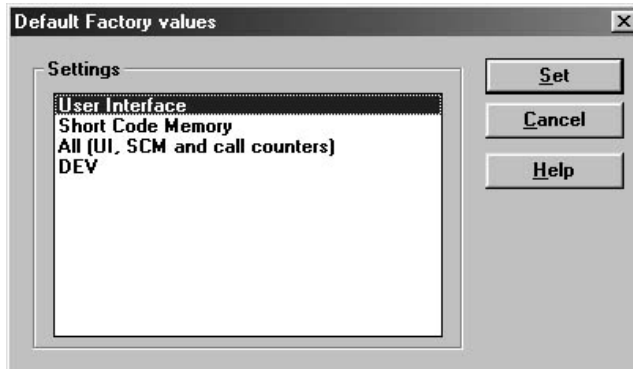 Default Factory values
Settings
User Interface
Short Code Memory
All (UI, SCM and call counters)
DEV
Set
Cancel
Help